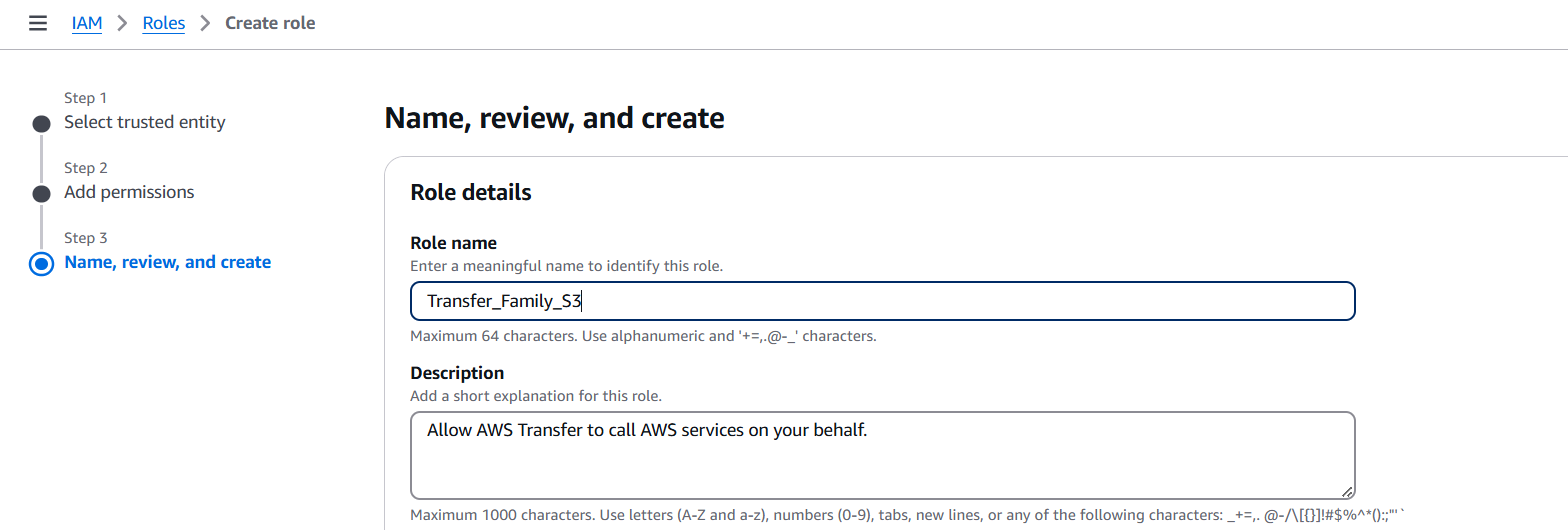 IAM > Roles > Create role
Step 1
Select trusted entity
Step 2
Add permissions
Step 3
Name, review, and create
Name, review, and create
Role details
Role name
Enter a meaningful name to identify this role.
Transfer_Family_S3
Maximum 64 characters. Use alphanumeric and '+=,.@-_' characters.
Description
Add a short explanation for this role.
Allow AWS Transfer to call AWS services on your behalf.
Maximum 1000 characters. Use letters (A-Z and a-z), numbers (0-9), tabs, new lines, or any of the following characters: _+=,. @-/\[{}]!#$%^*();:;"'`